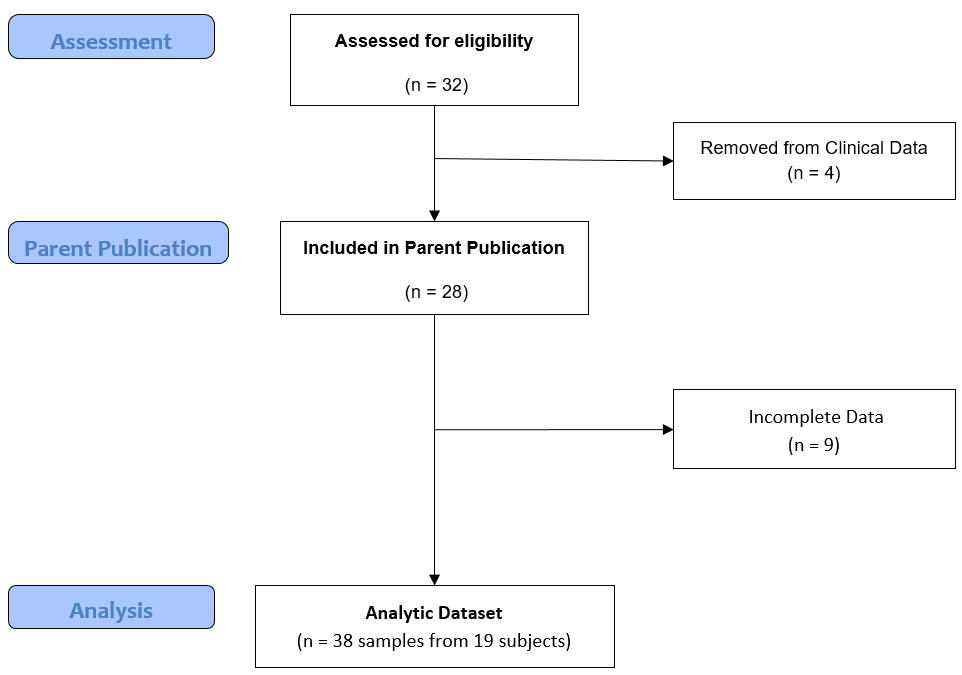 Assessment
Assessed for eligibility
(n = 32)
Removed from Clinical Data
(n = 4)
Parent Publication
Included in Parent Publication
(n = 28)
Incomplete Data
(n = 9)
Analysis
Analytic Dataset
(n = 38 samples from 19 subjects)